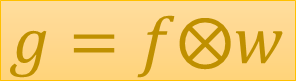 g = f⊗w